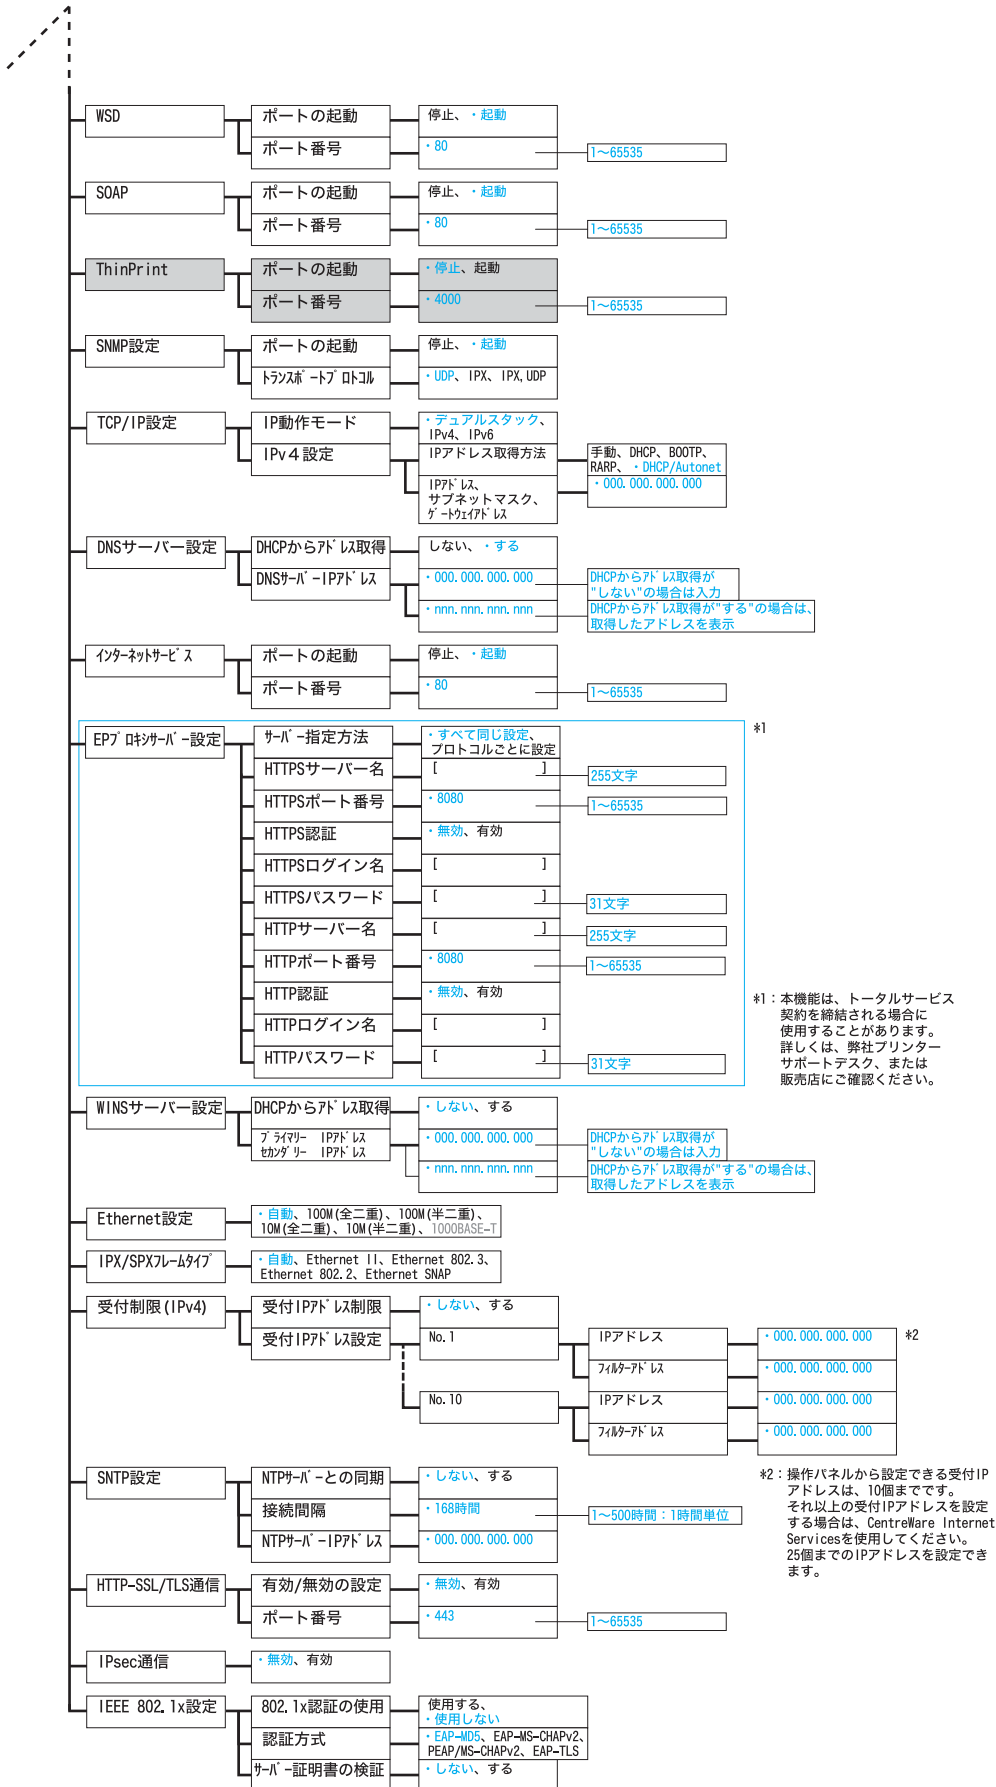 WSD
ポートの起動
停止、・起動
ポート番号
・80
1～65535
SOAP
ポートの起動
停止、・起動
ポート番号
・80
1～65535
ThinPrint
ポートの起動
・停止、起動
ポート番号
・4000
1～65535
SNMP設定
ポートの起動
停止、・起動
トランスポートプロトコル
・UDP、IPX、IPX,UDP
TCP/IP設定
IP動作モード
・デュアルスタック、
IPv4、IPv6
IPv４設定
IPアドレス取得方法
手動、DHCP、BOOTP、
RARP、・DHCP/Autonet
IPアドレス、
サブネットマスク、
ゲートウェイアドレス
・000.000.000.000
DNSサーバー設定
DHCPからアドレス取得
しない、・する
DNSサーバーIPアドレス
・000.000.000.000
DHCPからアドレス取得が
"しない"の場合は入力
・nnn.nnn.nnn.nnn
DHCPからアドレス取得が"する"の場合は、
取得したアドレスを表示
インターネットサービス
ポートの起動
停止、・起動
ポート番号
・80
1～65535
*1
EPプロキシサーバー設定
サーバー指定方法
・すべて同じ設定、
プロトコルごとに設定
HTTPSサーバー名
[ ]
255文字
HTTPSポート番号
・8080
1～65535
HTTPS認証
・無効、有効
HTTPSログイン名
[ ]
HTTPSパスワード
[ ]
31文字
HTTPサーバー名
[ ]
255文字
HTTPポート番号
・8080
1～65535
HTTP認証
・無効、有効
HTTPログイン名
[ ]
HTTPパスワード
[ ]
31文字
*1：本機能は、トータルサービス
契約を締結される場合に
使用することがあります。
詳しくは、弊社プリンター
サポートデスク、または
販売店にご確認ください。
WINSサーバー設定
DHCPからアドレス取得
・しない、する
プライマリー IPアドレス
セカンダリー IPアドレス
・000.000.000.000
DHCPからアドレス取得が
"しない"の場合は入力
・nnn.nnn.nnn.nnn
DHCPからアドレス取得が"する"の場合は、
取得したアドレスを表示
Ethernet設定
・自動、100M(全二重)、100M(半二重)、
10M(全二重)、10M(半二重)、1000BASE-T
IPX/SPXフレームタイプ
・自動、Ethernet II、Ethernet 802.3、
Ethernet 802.2、Ethernet SNAP
受付制限(IPv4)
受付IPアドレス制限
・しない、する
受付IPアドレス設定
No.1
IPアドレス
・000.000.000.000
*2
フィルターアドレス
・000.000.000.000
No.10
IPアドレス
・000.000.000.000
フィルターアドレス
・000.000.000.000
*2：操作パネルから設定できる受付IP
アドレスは、10個までです。
それ以上の受付IPアドレスを設定
する場合は、CentreWare Internet
Servicesを使用してください。
25個までのIPアドレスを設定でき
ます。
SNTP設定
NTPサーバーとの同期
・しない、する
接続間隔
・168時間
1～500時間：1時間単位
NTPサーバーIPアドレス
・000.000.000.000
HTTP-SSL/TLS通信
有効/無効の設定
・無効、有効
ポート番号
・443
1～65535
IPsec通信
・無効、有効
IEEE 802.1x設定
802.1x認証の使用
使用する、
・使用しない
認証方式
・EAP-MD5、EAP-MS-CHAPv2、
PEAP/MS-CHAPv2、EAP-TLS
サーバー証明書の検証
・しない、する